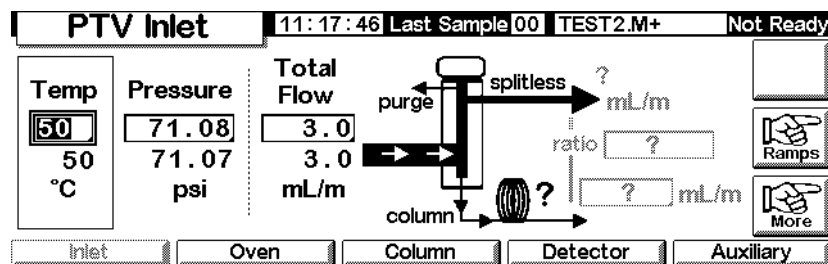 PTV Inlet 11:17:46 Last Sample 00 TEST2.M+ Not Ready
Temp Pressure Total Flow
50 71.08 3.0
50 71.07 3.0
°C psi mL/m
purge splitless ? mL/m
ratio ?
? mL/m
column ?
Ramps
More
Inlet Oven Column Detector Auxiliary